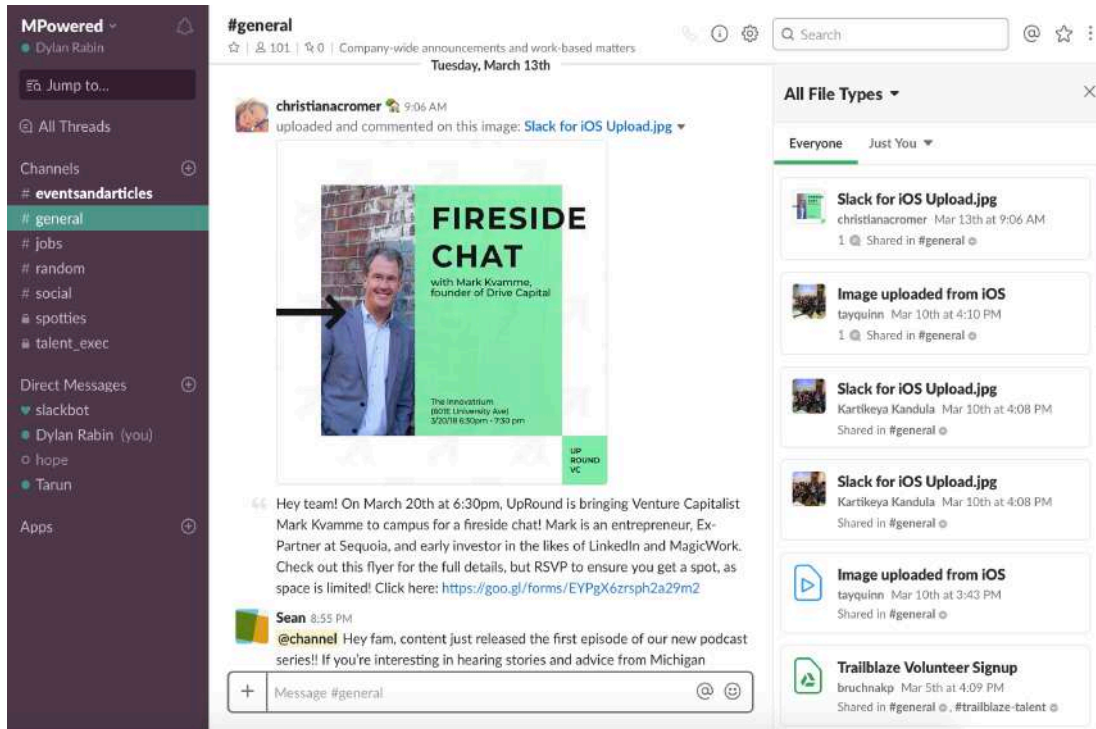 MPowered
Dylan Rabin
Jump to...
All Threads
Channels
# eventsandarticles
# general
# jobs
# random
# social
spotties
talent_exec
Direct Messages
slackbot
Dylan Rabin (you)
hope
Tarun
Apps
#general
101 | 0 | Company-wide announcements and work-based matters
Search
Tuesday, March 13th
christianacromer 9:06 AM
uploaded and commented on this image: Slack for iOS Upload.jpg
FIRESIDE
CHAT
with Mark Kvamme,
founder of Drive Capital
The Innovatrium
(601E University Ave)
3/20/18 6:30pm - 7:30 pm
UP
ROUND
VC
Hey team! On March 20th at 6:30pm, UpRound is bringing Venture Capitalist
Mark Kvamme to campus for a fireside chat! Mark is an entrepreneur, Ex-
Partner at Sequoia, and early investor in the likes of LinkedIn and MagicWork.
Check out this flyer for the full details, but RSVP to ensure you get a spot, as
space is limited! Click here: https://goo.gl/forms/EYPgX6zrsph2a29m2
Sean 8:55 PM
@channel Hey fam, content just released the first episode of our new podcast
series!! If you're interesting in hearing stories and advice from Michigan
Message #general
All File Types
Everyone Just You
Slack for iOS Upload.jpg
christianacromer Mar 13th at 9:06 AM
1 Shared in #general
Image uploaded from iOS
tayquinn Mar 10th at 4:10 PM
1 Shared in #general
Slack for iOS Upload.jpg
Kartikeya Kandula Mar 10th at 4:08 PM
Shared in #general
Slack for iOS Upload.jpg
Kartikeya Kandula Mar 10th at 4:08 PM
Shared in #general
Image uploaded from iOS
tayquinn Mar 10th at 3:43 PM
Shared in #general
Trailblaze Volunteer Signup
bruchnakp Mar 5th at 4:09 PM
Shared in #general , #trailblaze-talent